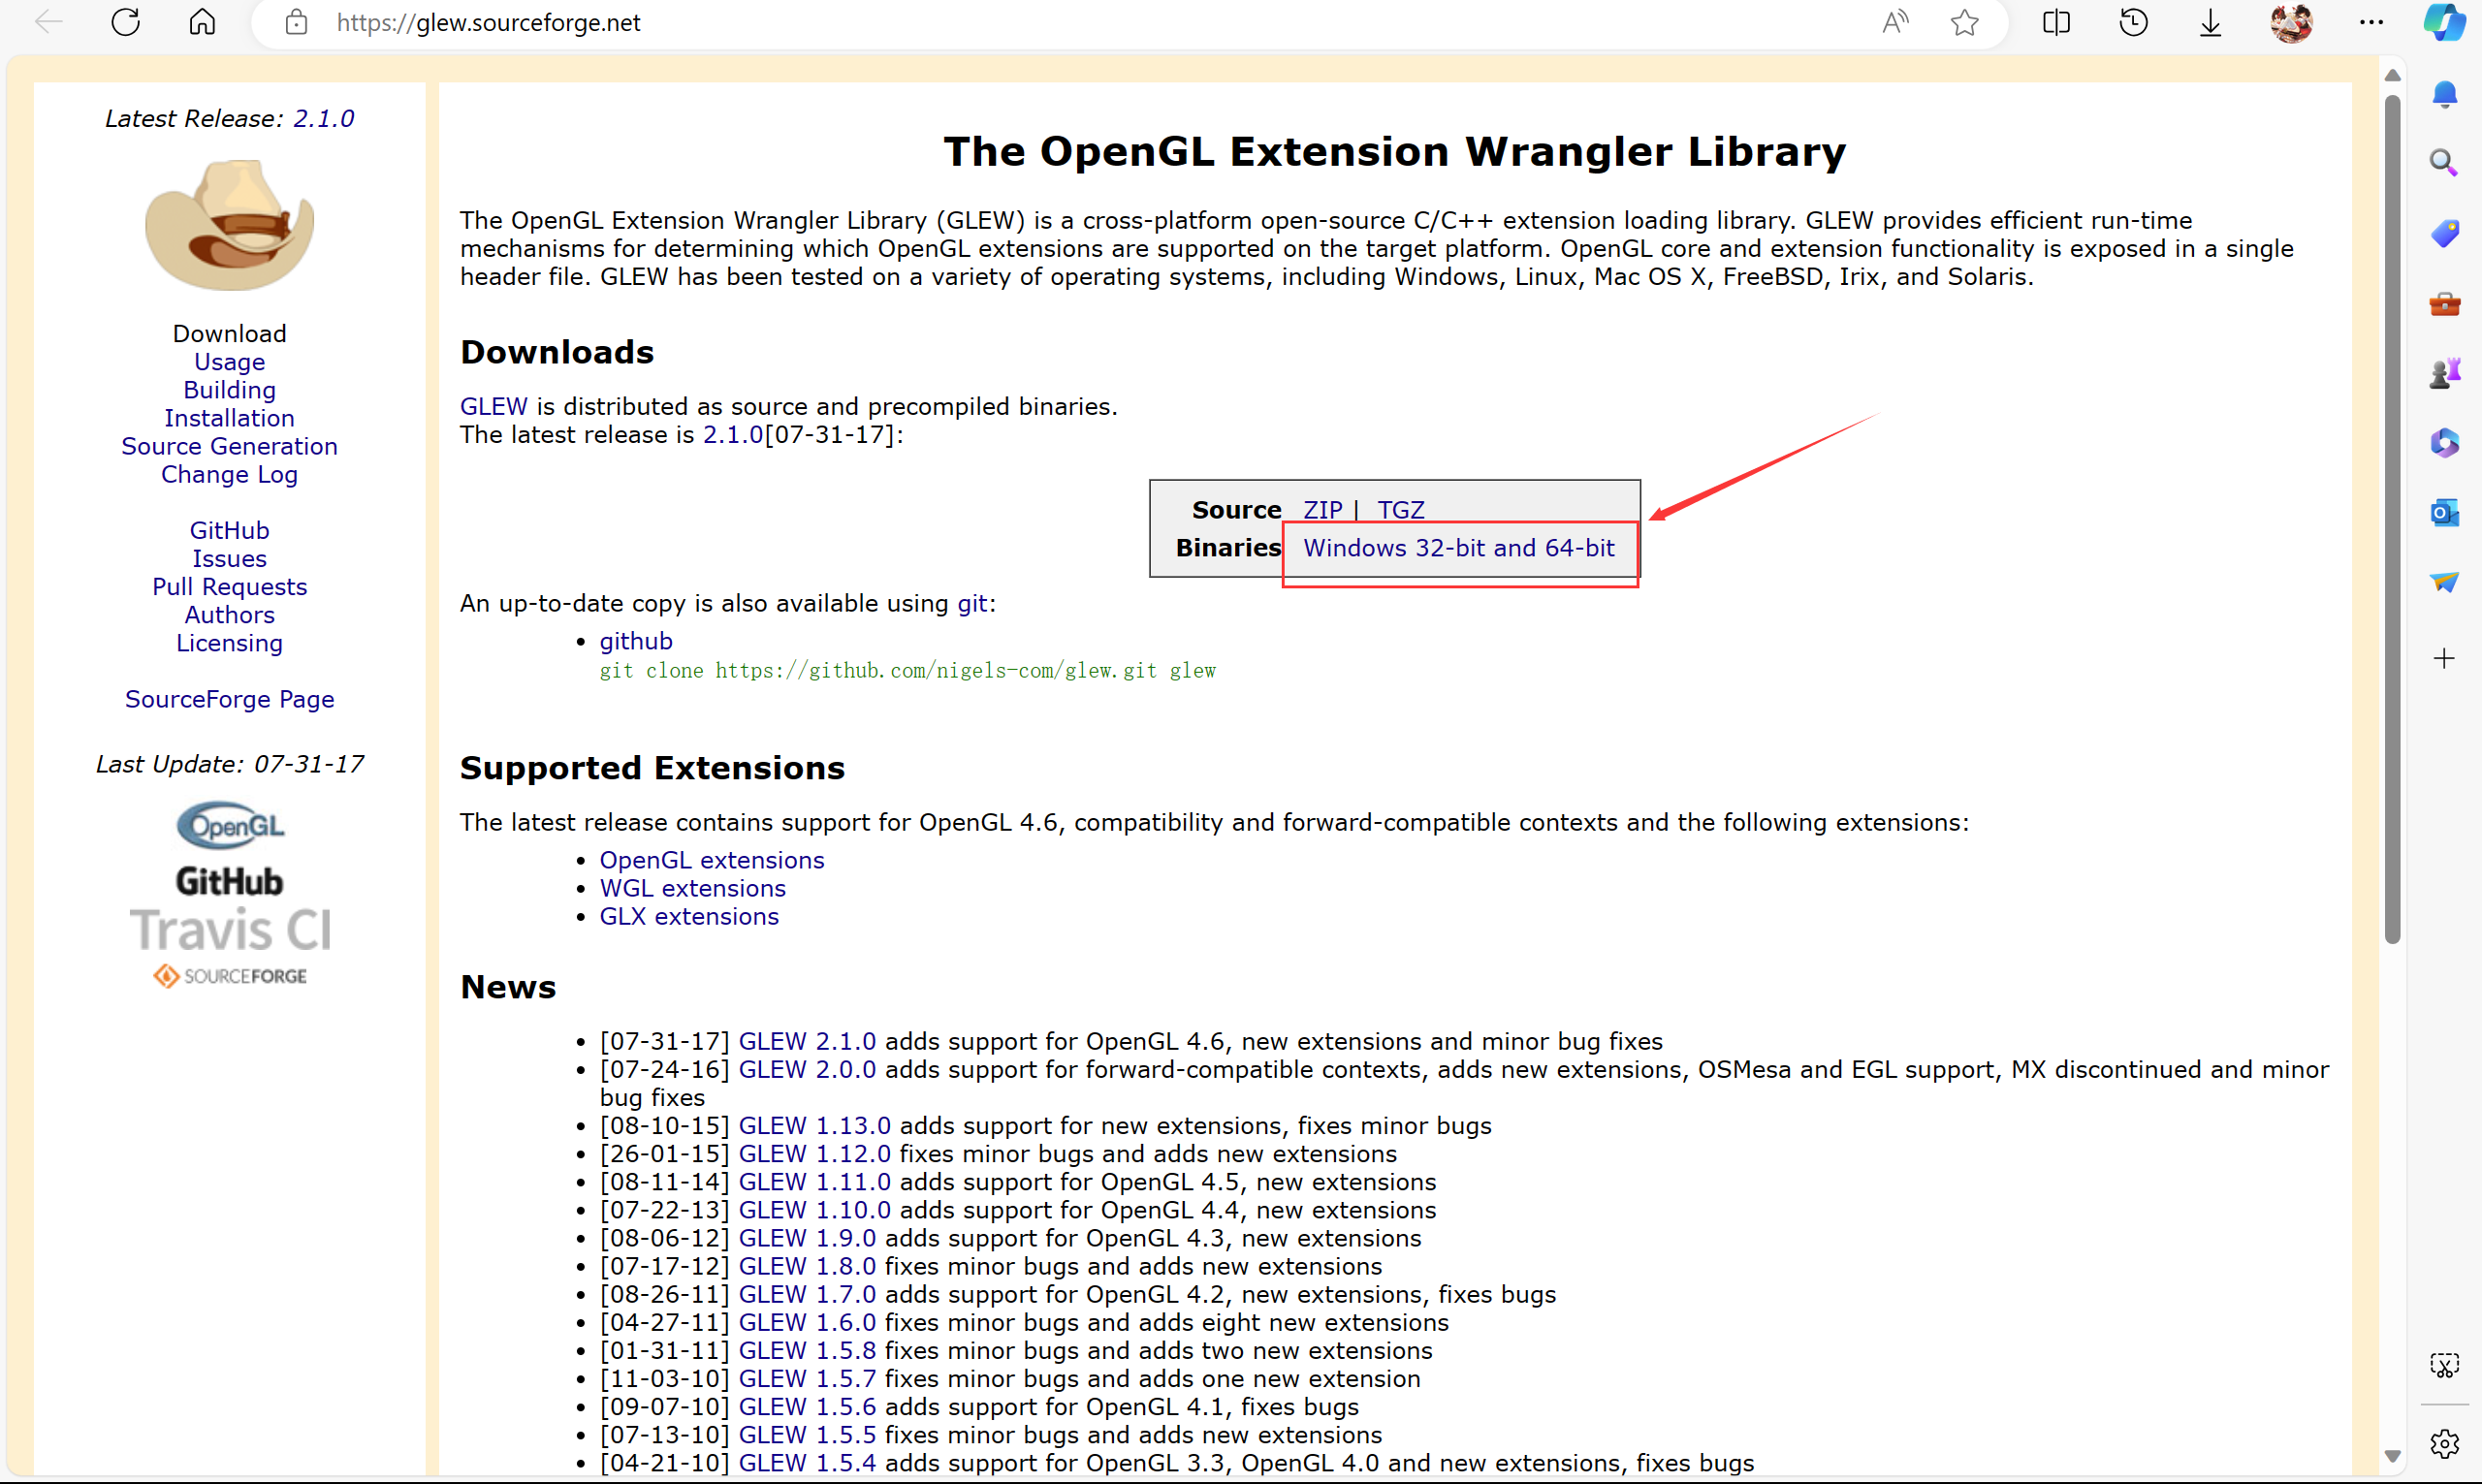 https://glew.sourceforge.net
Latest Release: 2.1.0
Download
Usage
Building
Installation
Source Generation
Change Log
GitHub
Issues
Pull Requests
Authors
Licensing
SourceForge Page
Last Update: 07-31-17
OpenGL
GitHub
Travis CI
SOURCEFORGE
The OpenGL Extension Wrangler Library
The OpenGL Extension Wrangler Library (GLEW) is a cross-platform open-source C/C++ extension loading library. GLEW provides efficient run-time
mechanisms for determining which OpenGL extensions are supported on the target platform. OpenGL core and extension functionality is exposed in a single
header file. GLEW has been tested on a variety of operating systems, including Windows, Linux, Mac OS X, FreeBSD, Irix, and Solaris.
Downloads
GLEW is distributed as source and precompiled binaries.
The latest release is 2.1.0[07-31-17]:
Source ZIP | TGZ
Binaries Windows 32-bit and 64-bit
An up-to-date copy is also available using git:
• github
git clone https://github.com/nigels-com/glew.git glew
Supported Extensions
The latest release contains support for OpenGL 4.6, compatibility and forward-compatible contexts and the following extensions:
• OpenGL extensions
• WGL extensions
• GLX extensions
News
• [07-31-17] GLEW 2.1.0 adds support for OpenGL 4.6, new extensions and minor bug fixes
• [07-24-16] GLEW 2.0.0 adds support for forward-compatible contexts, adds new extensions, OSMesa and EGL support, MX discontinued and minor
bug fixes
• [08-10-15] GLEW 1.13.0 adds support for new extensions, fixes minor bugs
• [26-01-15] GLEW 1.12.0 fixes minor bugs and adds new extensions
• [08-11-14] GLEW 1.11.0 adds support for OpenGL 4.5, new extensions
• [07-22-13] GLEW 1.10.0 adds support for OpenGL 4.4, new extensions
• [08-06-12] GLEW 1.9.0 adds support for OpenGL 4.3, new extensions
• [07-17-12] GLEW 1.8.0 fixes minor bugs and adds new extensions
• [08-26-11] GLEW 1.7.0 adds support for OpenGL 4.2, new extensions, fixes bugs
• [04-27-11] GLEW 1.6.0 fixes minor bugs and adds eight new extensions
• [01-31-11] GLEW 1.5.8 fixes minor bugs and adds two new extensions
• [11-03-10] GLEW 1.5.7 fixes minor bugs and adds one new extension
• [09-07-10] GLEW 1.5.6 adds support for OpenGL 4.1, fixes bugs
• [07-13-10] GLEW 1.5.5 fixes minor bugs and adds new extensions
• [04-21-10] GLEW 1.5.4 adds support for OpenGL 3.3, OpenGL 4.0 and new extensions, fixes bugs